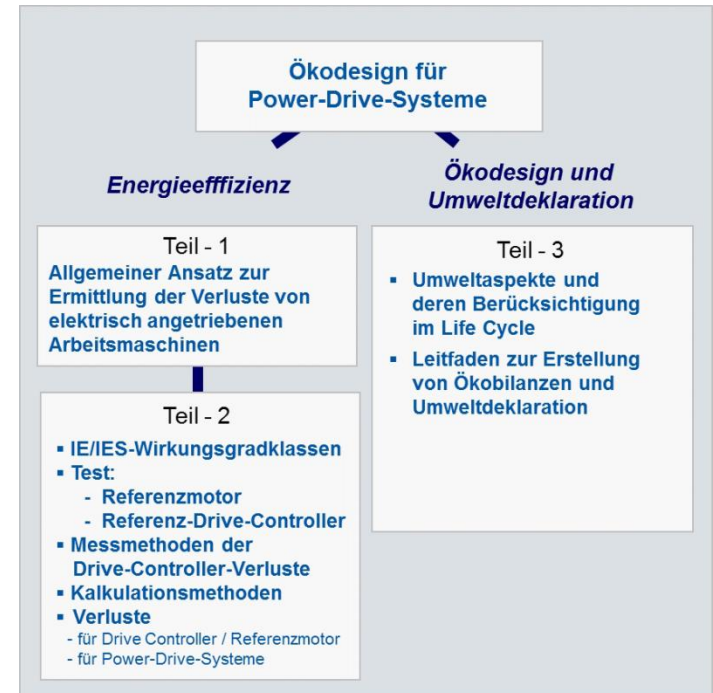 Ökodesign für
Power-Drive-Systeme
Energieefffizienz
Teil - 1
Allgemeiner Ansatz zur
Ermittlung der Verluste von
elektrisch angetriebenen
Arbeitsmaschinen
Teil - 2
▪ IE/IES-Wirkungsgradklassen
▪ Test:
- Referenzmotor
- Referenz-Drive-Controller
▪ Messmethoden der
Drive-Controller-Verluste
▪ Kalkulationsmethoden
▪ Verluste
- für Drive Controller / Referenzmotor
- für Power-Drive-Systeme
Ökodesign und
Umweltdeklaration
Teil - 3
▪ Umweltaspekte und
deren Berücksichtigung
im Life Cycle
▪ Leitfaden zur Erstellung
von Ökobilanzen und
Umweltdeklaration